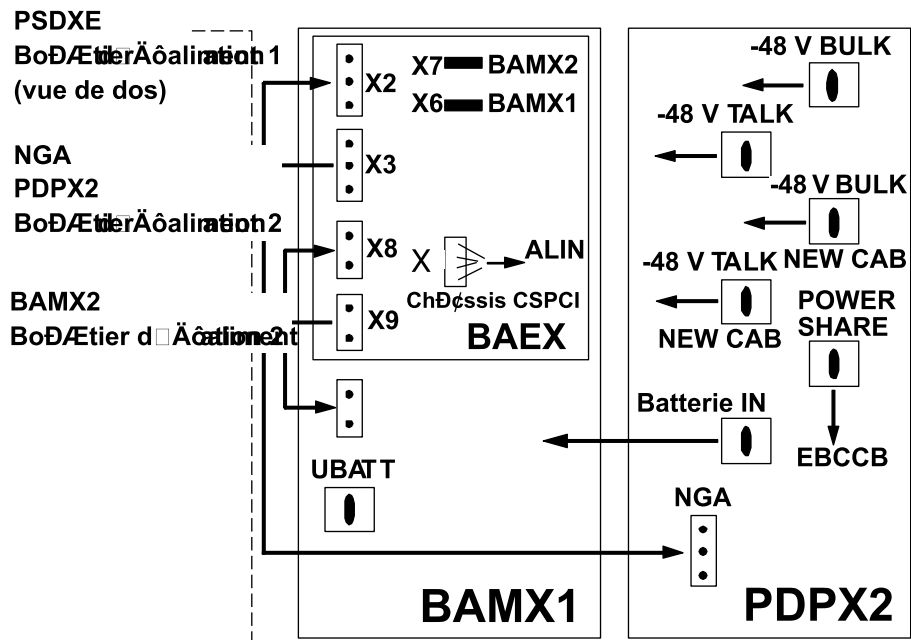 PSDXE
(vue de dos)
NGA
PDPX2
BAMX2
X2
X3
X8
X9
X7 BAMX2
X6 BAMX1
X
ALIN
CSPCI
BAEX
UBATT
BAMX1
-48 V BULK
-48 V TALK
-48 V BULK
NEW CAB
-48 V TALK
NEW CAB
POWER
SHARE
Batterie IN
EBCCB
NGA
PDPX2